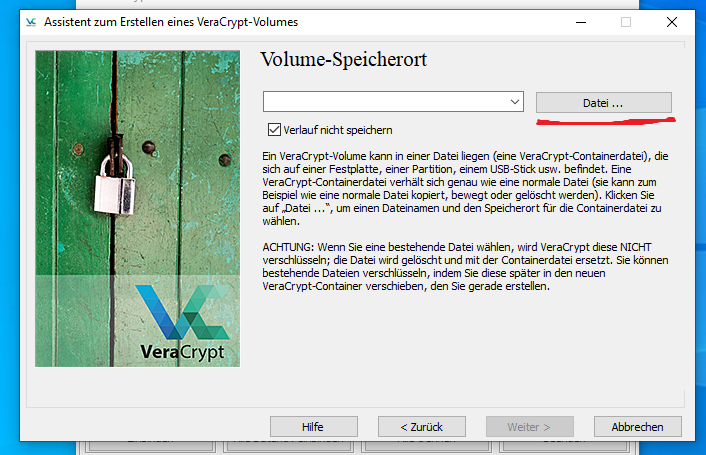 Assistent zum Erstellen eines VeraCrypt-Volumes
Volume-Speicherort
Datei ...
Verlauf nicht speichern
Ein VeraCrypt-Volume kann in einer Datei liegen (eine VeraCrypt-Containerdatei), die
sich auf einer Festplatte, einer Partition, einem USB-Stick usw. befindet. Eine
VeraCrypt-Containerdatei verhält sich genau wie eine normale Datei (sie kann zum
Beispiel wie eine normale Datei kopiert, bewegt oder gelöscht werden). Klicken Sie
auf „Datei ...“, um einen Dateinamen und den Speicherort für die Containerdatei zu
wählen.
ACHTUNG: Wenn Sie eine bestehende Datei wählen, wird VeraCrypt diese NICHT
verschlüsseln; die Datei wird gelöscht und mit der Containerdatei ersetzt. Sie können
bestehende Dateien verschlüsseln, indem Sie diese später in den neuen
VeraCrypt-Container verschieben, den Sie gerade erstellen.
VeraCrypt
Hilfe
< Zurück
Weiter >
Abbrechen